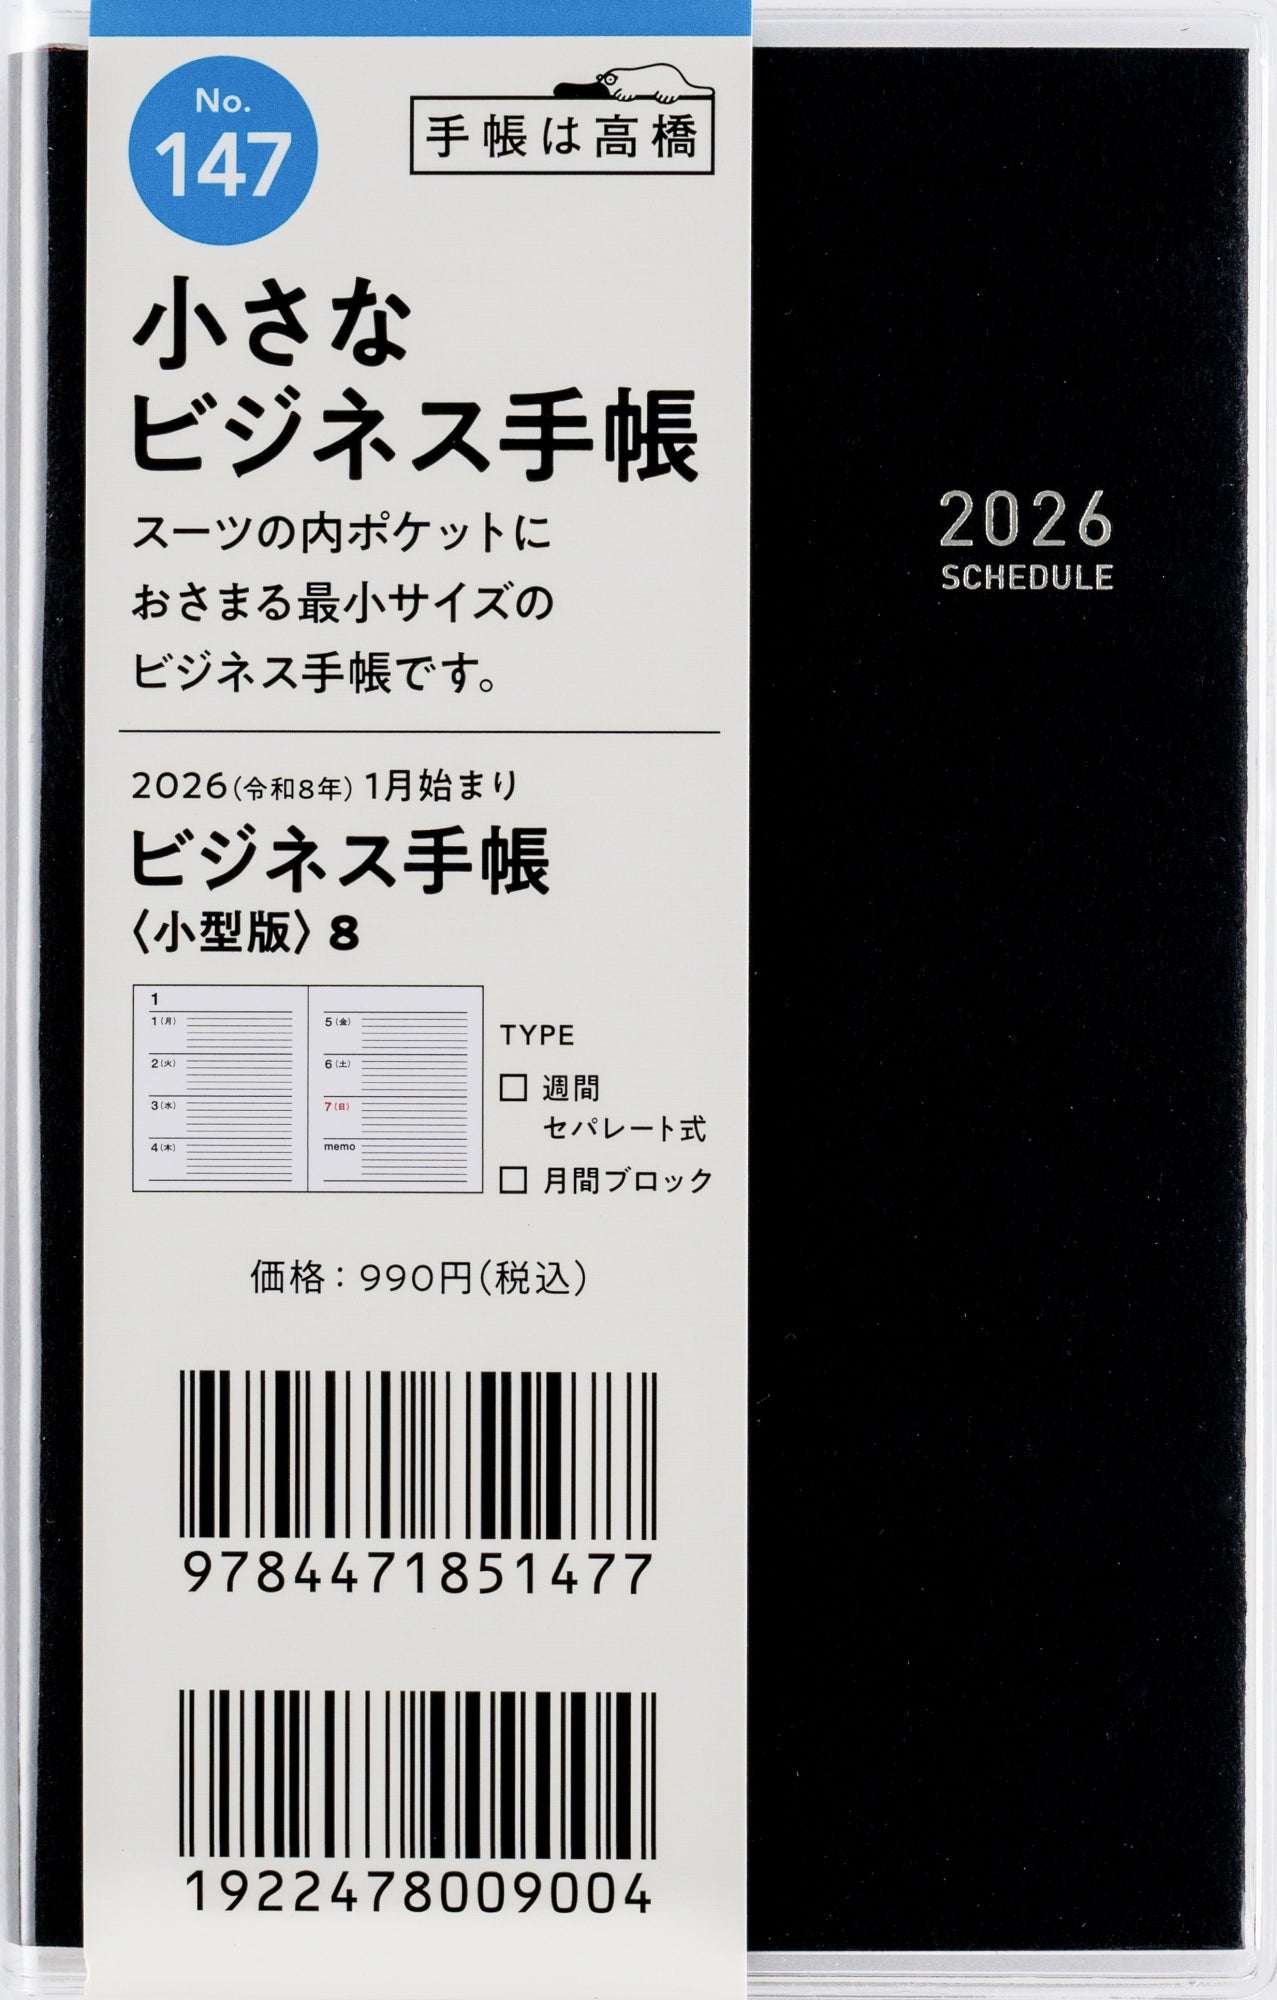 No.
147
手帳は高橋
小さな
ビジネス手帳
スーツの内ポケットに
おさまる最小サイズの
ビジネス手帳です。
2026(令和8年) 1月始まり
ビジネス手帳
〈小型版〉8
1
1(月)
2(火)
3(水)
4(木)
5(金)
6(土)
7(日)
memo
TYPE
□ 週間
セパレート式
□ 月間ブロック
価格：990円(税込)
9784471851477
1922478009004
2026
SCHEDULE